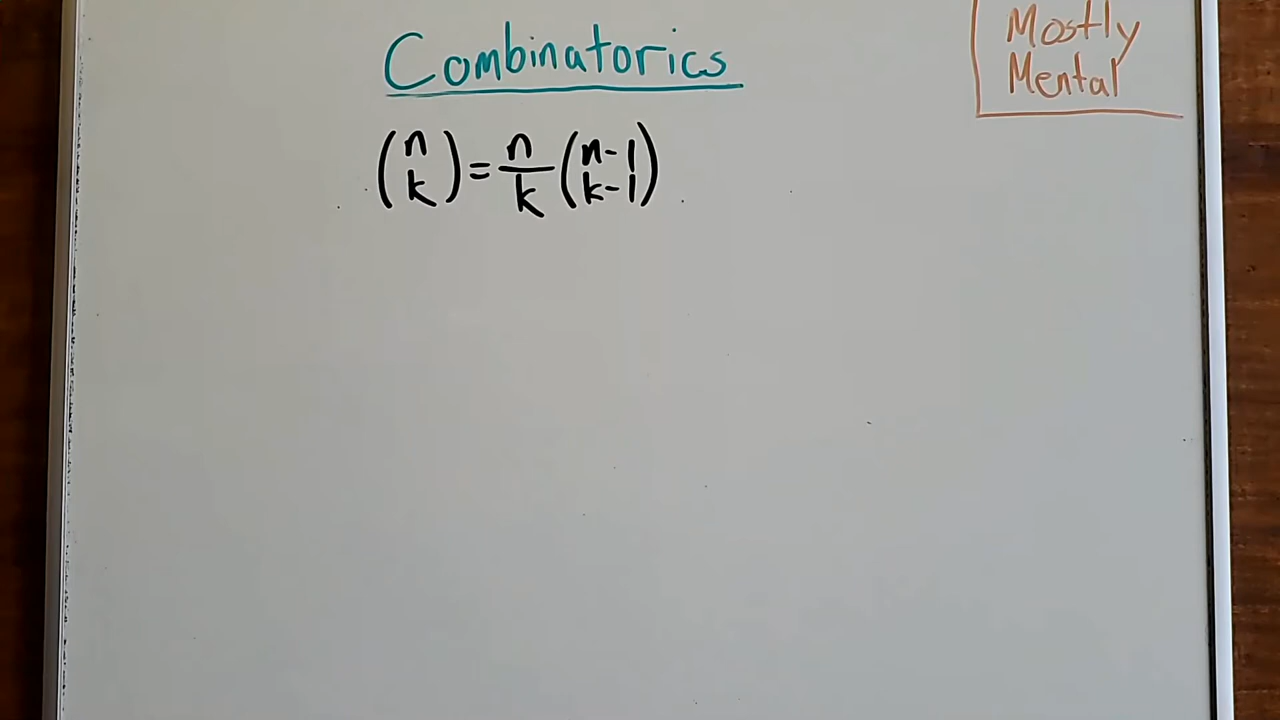 Combinatorics
Mostly
Mental
(n k) = n/k (n-1 k-1)